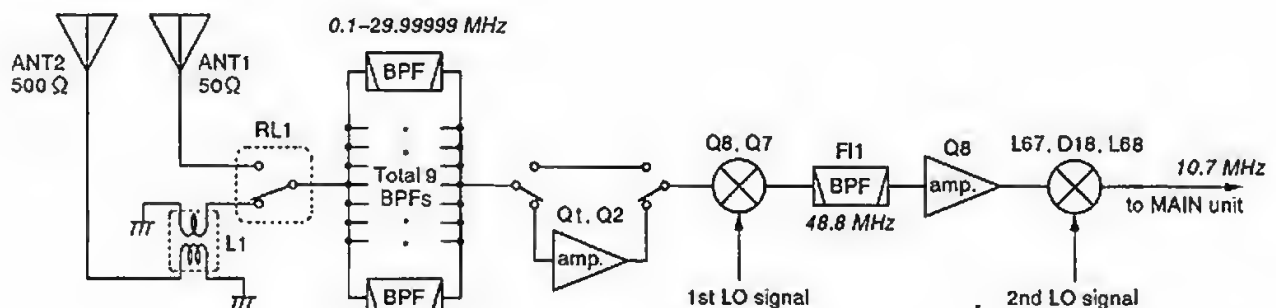 0.1–29.99999 MHz
ANT2
500 Ω
ANT1
50Ω
BPF
RL1
Total 9
BPFs
L1
Qt, Q2
amp.
Q8, Q7
FI1
BPF
48.8 MHz
Q8
amp.
L67, D18, L68
10.7 MHz
to MAIN unit
BPF
1st LO signal
2nd LO signal